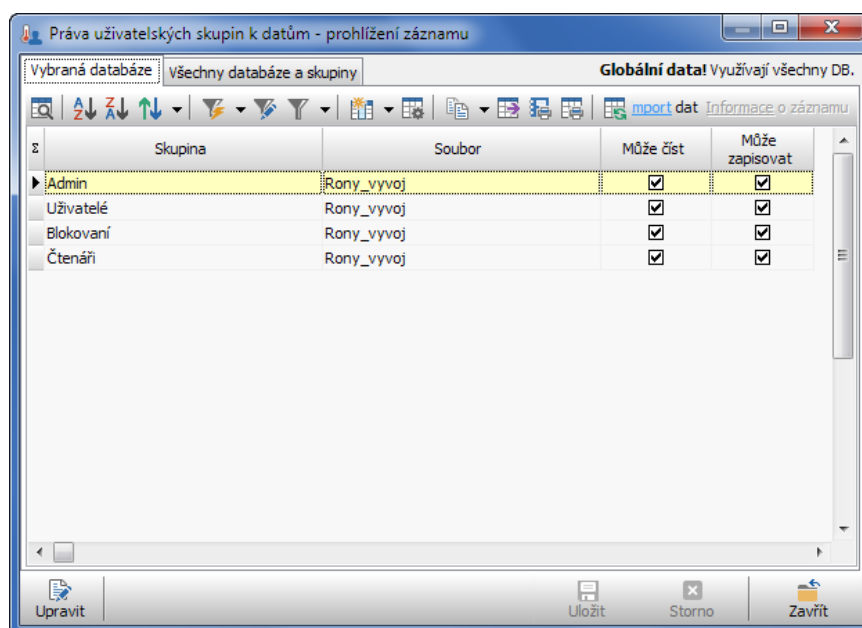 Práva uživatelských skupin k datům - prohlížení záznamu
Vybraná databáze Všechny databáze a skupiny Globální data! Využívají všechny DB.
mport dat Informace o záznamu
Σ Skupina Soubor Může číst Může zapisovat
Admin Rony_vyvoj
Uživatelé Rony_vyvoj
Blokovaní Rony_vyvoj
Čtenáři Rony_vyvoj
Upravit Uložit Storno Zavřít